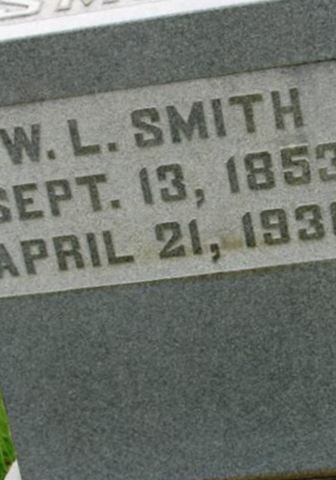 W. L. SMITH
SEPT. 13, 1853
APRIL 21,